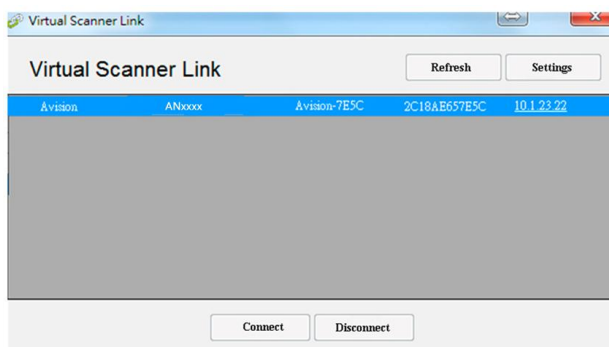 Virtual Scanner Link
Virtual Scanner Link Refresh Settings
Avision ANxxxx Avision-7E5C 2C18AE657E5C 10.1.23.22
Connect Disconnect